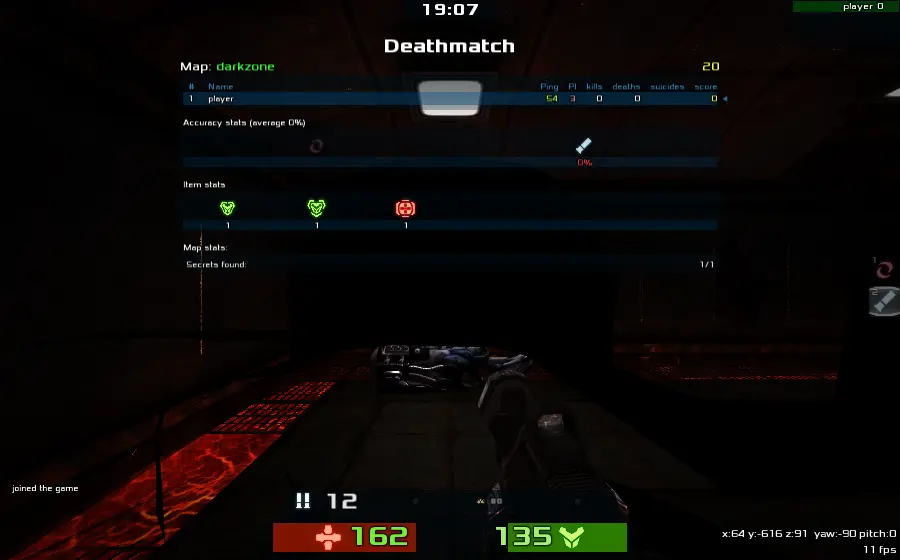 19:07
player 0
Deathmatch
Map: darkzone
20
# Name Ping Pl kills deaths suicides score
1 player 54 3 0 0 0
Accuracy stats (average 0%)
0%
Item stats
1 1 1
Map stats:
Secrets found: 1/1
1
2
joined the game
12
162
135
x:64 y:-616 z:91 yaw:-90 pitch:0
11 fps